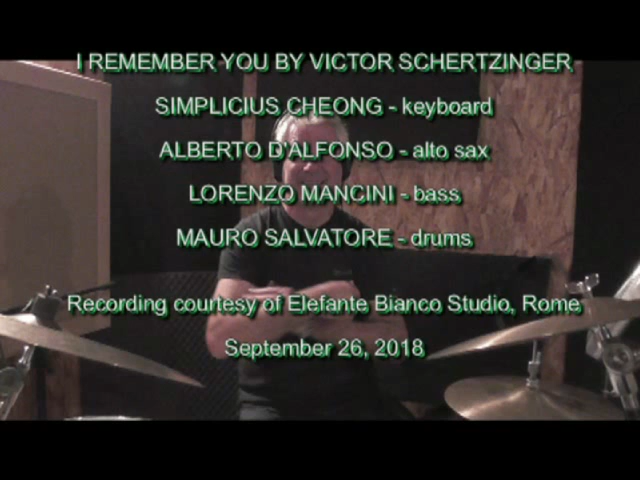 I REMEMBER YOU BY VICTOR SCHERTZINGER
SIMPLICIUS CHEONG - keyboard
ALBERTO D'ALFONSO - alto sax
LORENZO MANCINI - bass
MAURO SALVATORE - drums
Recording courtesy of Elefante Bianco Studio, Rome
September 26, 2018